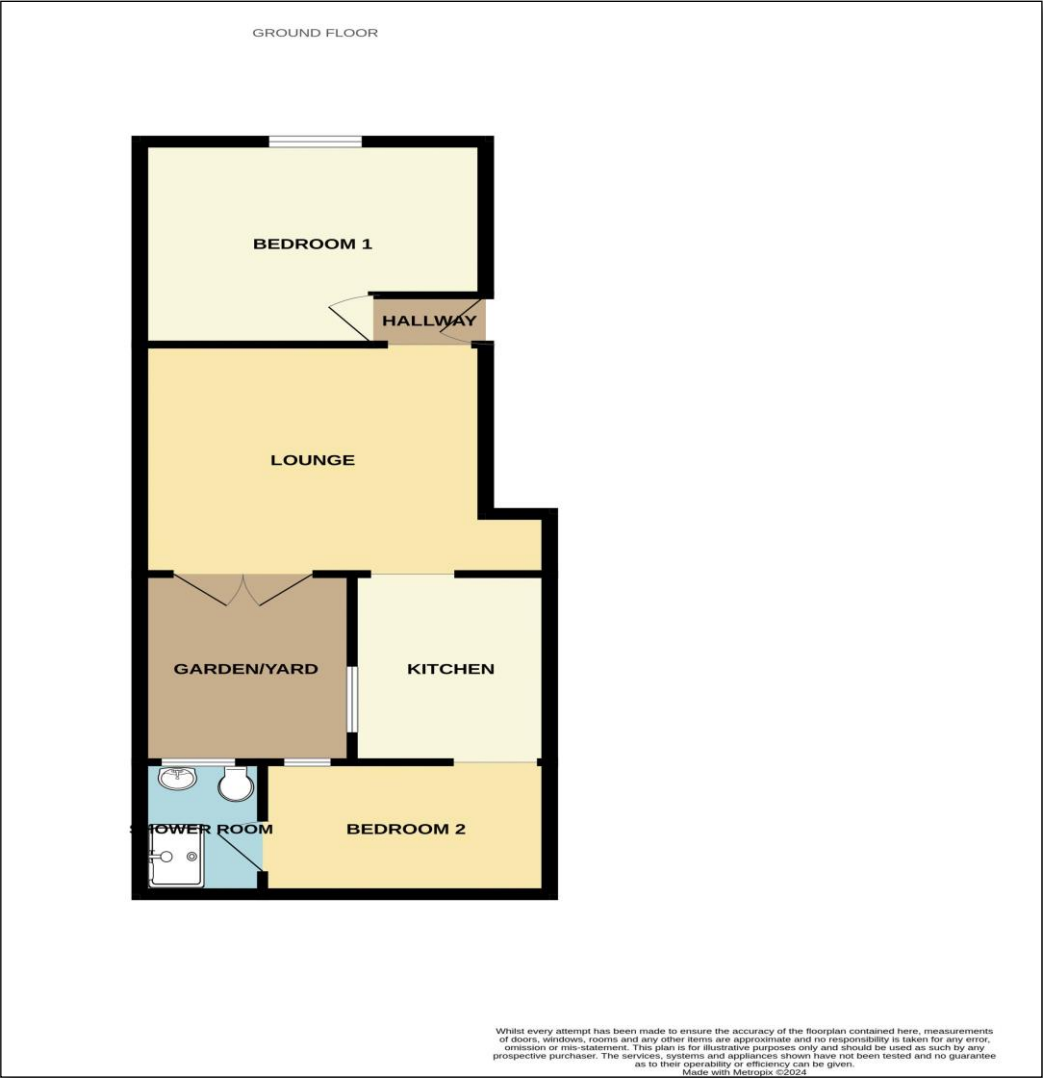 GROUND FLOOR
BEDROOM 1
HALLWAY
LOUNGE
GARDEN/YARD
KITCHEN
SHOWER ROOM
BEDROOM 2
Whilst every attempt has been made to ensure the accuracy of the floorplan contained here, measurements
of doors, windows, rooms and any other items are approximate and no responsibility is taken for any error,
omission or mis-statement. This plan is for illustrative purposes only and should be used as such by any
prospective purchaser. The services, systems and appliances shown have not been tested and no guarantee
as to their operability or efficiency can be given.
Made with Metropix ©2024